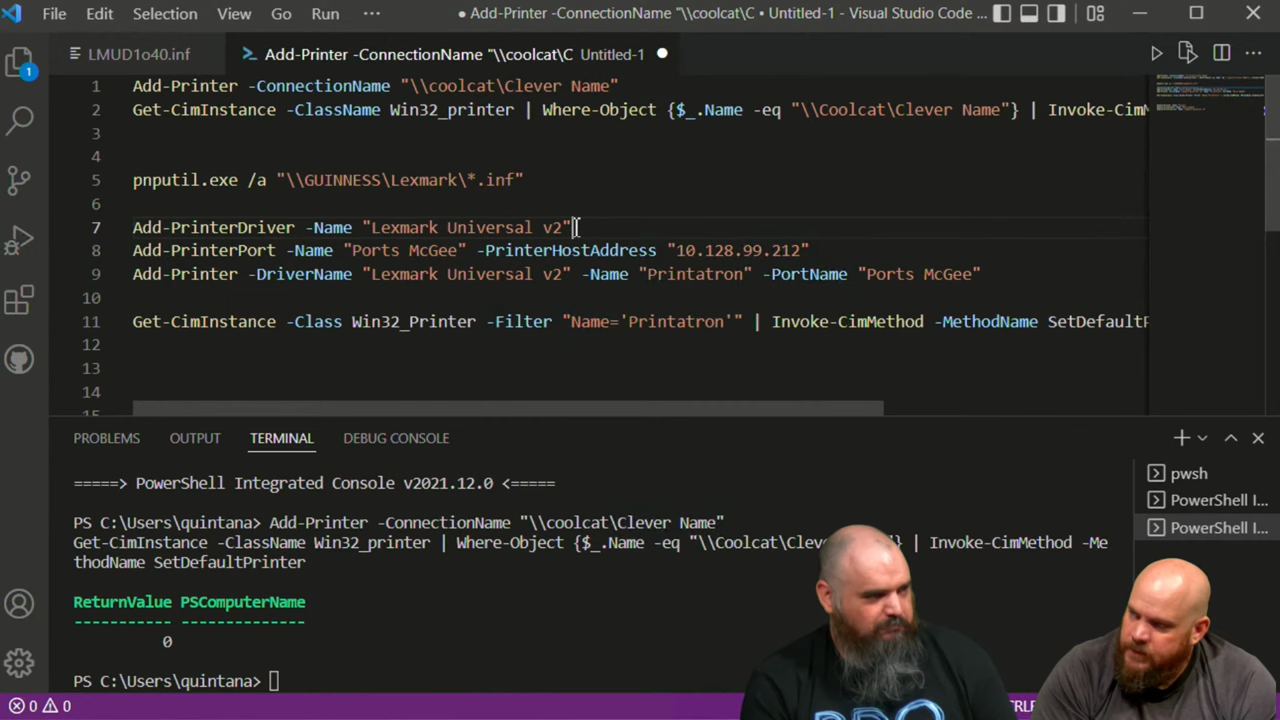 File Edit Selection View Go Run ··· ● Add-Printer -ConnectionName "\\coolcat\C • Untitled-1 - Visual Studio Code ...
LMUD1o40.inf Add-Printer -ConnectionName "\\coolcat\C Untitled-1 ●
1 Add-Printer -ConnectionName "\\coolcat\Clever Name"
2 Get-CimInstance -ClassName Win32_printer | Where-Object {$_.Name -eq "\\Coolcat\Clever Name"} | Invoke-CimM
3
4
5 pnputil.exe /a "\\GUINNESS\Lexmark\*.inf"
6
7 Add-PrinterDriver -Name "Lexmark Universal v2"
8 Add-PrinterPort -Name "Ports McGee" -PrinterHostAddress "10.128.99.212"
9 Add-Printer -DriverName "Lexmark Universal v2" -Name "Printatron" -PortName "Ports McGee"
10
11 Get-CimInstance -Class Win32_Printer -Filter "Name='Printatron'" | Invoke-CimMethod -MethodName SetDefaultP
12
13
14
15
1
PROBLEMS OUTPUT TERMINAL DEBUG CONSOLE
=====> PowerShell Integrated Console v2021.12.0 <=====
PS C:\Users\quintana> Add-Printer -ConnectionName "\\coolcat\Clever Name"
Get-CimInstance -ClassName Win32_printer | Where-Object {$_.Name -eq "\\Coolcat\Cleve } | Invoke-CimMethod -Me
thodName SetDefaultPrinter
ReturnValue PSComputerName
----------- --------------
0
PS C:\Users\quintana>
pwsh
PowerShell I...
PowerShell I...
0 0